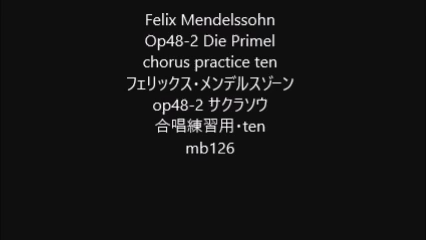 Felix Mendelssohn
Op48-2 Die Primel
chorus practice ten
フェリックス・メンデルスゾーン
op48-2 サクラソウ
合唱練習用・ten
mb126